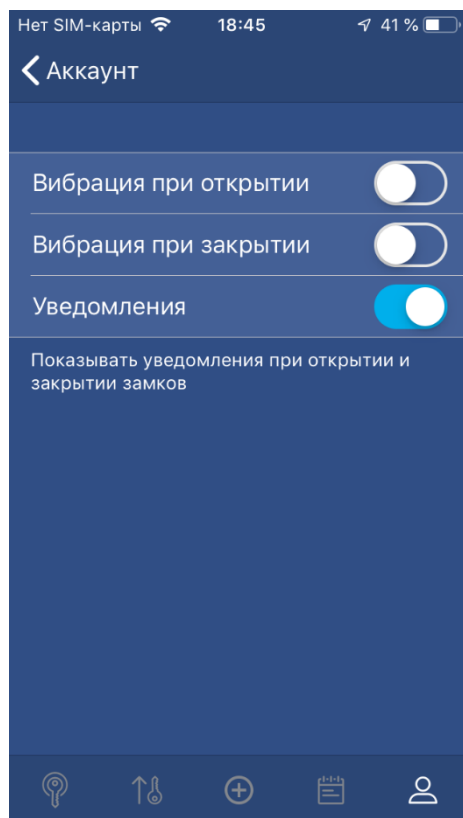 Нет SIM-карты 18:45 41 %
Аккаунт
Вибрация при открытии
Вибрация при закрытии
Уведомления
Показывать уведомления при открытии и
закрытии замков